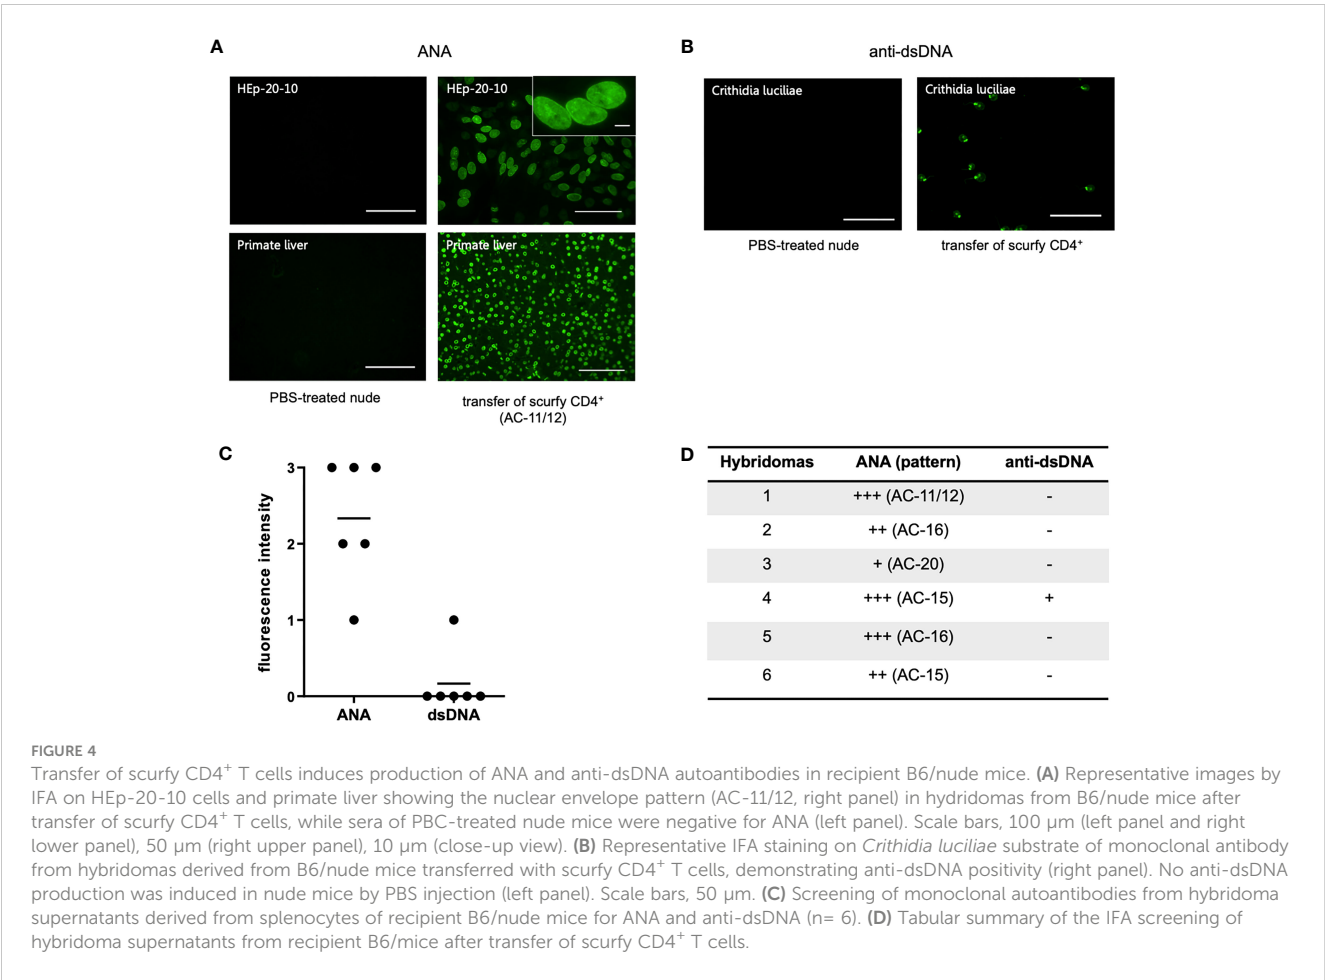 A
ANA
HEp-20-10
HEp-20-10
Primate liver
Primate liver
PBS-treated nude
transfer of scurfy CD4⁺
(AC-11/12)
B
anti-dsDNA
Crithidia luciliae
Crithidia luciliae
PBS-treated nude
transfer of scurfy CD4⁺
C
fluorescence intensity
3
2
1
0
ANA
dsDNA
D
Hybridomas ANA (pattern) anti-dsDNA
1 +++ (AC-11/12) -
2 ++ (AC-16) -
3 + (AC-20) -
4 +++ (AC-15) +
5 +++ (AC-16) -
6 ++ (AC-15) -
FIGURE 4
Transfer of scurfy CD4⁺ T cells induces production of ANA and anti-dsDNA autoantibodies in recipient B6/nude mice. (A) Representative images by
IFA on HEp-20-10 cells and primate liver showing the nuclear envelope pattern (AC-11/12, right panel) in hydridomas from B6/nude mice after
transfer of scurfy CD4⁺ T cells, while sera of PBC-treated nude mice were negative for ANA (left panel). Scale bars, 100 µm (left panel and right
lower panel), 50 µm (right upper panel), 10 µm (close-up view). (B) Representative IFA staining on Crithidia luciliae substrate of monoclonal antibody
from hybridomas derived from B6/nude mice transferred with scurfy CD4⁺ T cells, demonstrating anti-dsDNA positivity (right panel). No anti-dsDNA
production was induced in nude mice by PBS injection (left panel). Scale bars, 50 µm. (C) Screening of monoclonal autoantibodies from hybridoma
supernatants derived from splenocytes of recipient B6/nude mice for ANA and anti-dsDNA (n= 6). (D) Tabular summary of the IFA screening of
hybridoma supernatants from recipient B6/mice after transfer of scurfy CD4⁺ T cells.